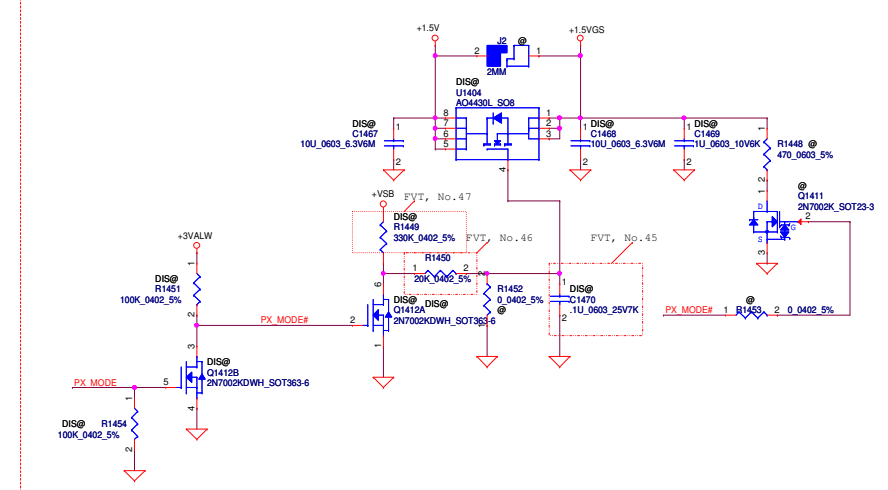 +1.5V
+1.5VGS
J2 @
2 1
2MM
DIS@
U1404
AO4430L_SO8
8
7
6
5
1
2
3
4
DIS@
C1467
10U_0603_6.3V6M
1
2
DIS@
C1468
10U_0603_6.3V6M
1
2
DIS@
C1469
1U_0603_10V6K
1
2
R1448 @
470_0603_5%
1
2
@
Q1411
2N7002K_SOT23-3
D
G
S
1
2
3
+VSB
FVT, No.47
DIS@
R1449
330K_0402_5%
FVT, No.46
DIS@
R1450
1 2
20K_0402_5%
FVT, No.45
+3VALW
1
DIS@
R1451
100K_0402_5%
2
6
DIS@
Q1412A
2N7002KDWH_SOT363-6
2
1
DIS@
R1452
0_0402_5%
@
2
1
DIS@
C1470
.1U_0603_25V7K
2
PX_MODE#
PX_MODE#
1
@
R1453
2
0_0402_5%
3
DIS@
Q1412B
2N7002KDWH_SOT363-6
PX_MODE
5
4
1
DIS@ R1454
100K_0402_5%
2